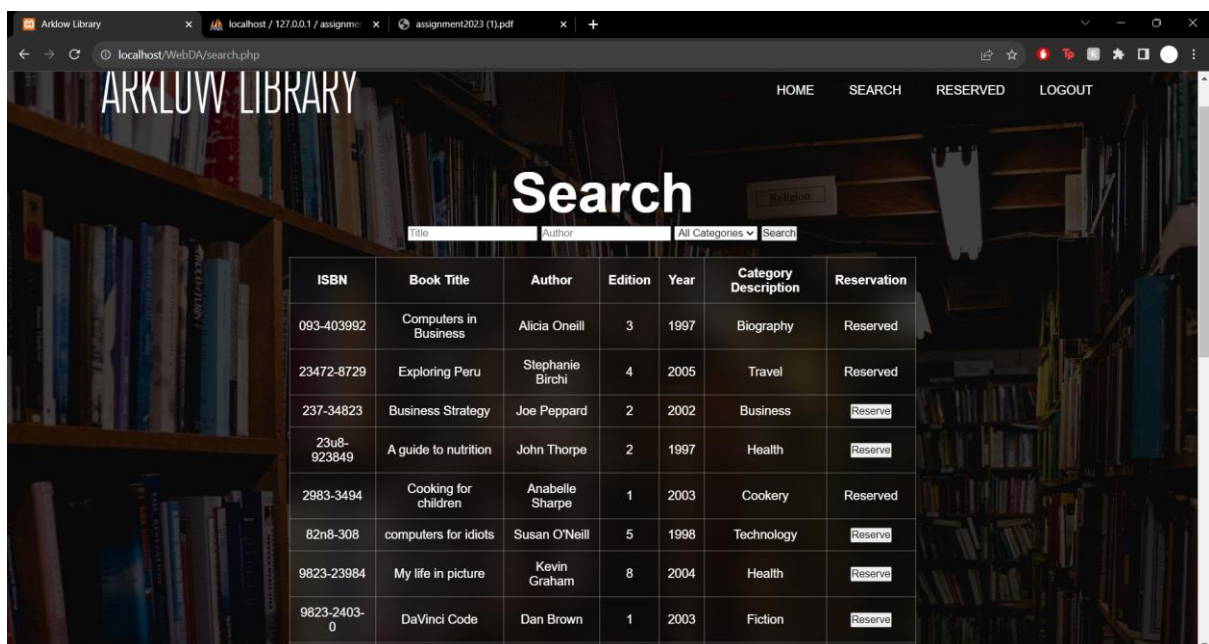 Arklow Library
localhost / 127.0.0.1 / assignme
assignment2023 (1).pdf
localhost/WebDA/search.php
ARKLOW LIBRARY
HOME SEARCH RESERVED LOGOUT
Religion
Search
Title Author All Categories Search
ISBN Book Title Author Edition Year Category Description Reservation
093-403992 Computers in Business Alicia Oneill 3 1997 Biography Reserved
23472-8729 Exploring Peru Stephanie Birchi 4 2005 Travel Reserved
237-34823 Business Strategy Joe Peppard 2 2002 Business Reserve
23u8-923849 A guide to nutrition John Thorpe 2 1997 Health Reserve
2983-3494 Cooking for children Anabelle Sharpe 1 2003 Cookery Reserved
82n8-308 computers for idiots Susan O'Neill 5 1998 Technology Reserve
9823-23984 My life in picture Kevin Graham 8 2004 Health Reserve
9823-2403-0 DaVinci Code Dan Brown 1 2003 Fiction Reserve